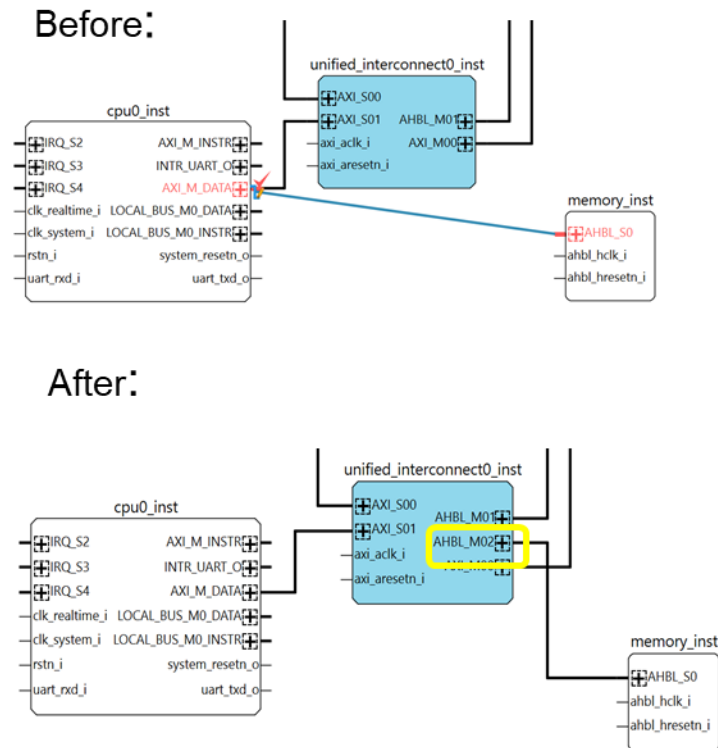 Before:
unified_interconnect0_inst
AXI_S00
AXI_S01 AHBL_M01
axi_aclk_i AXI_M00
axi_aresetn_i
cpu0_inst
IRQ_S2 AXI_M_INSTR
IRQ_S3 INTR_UART_O
IRQ_S4 AXI_M_DATA
clk_realtime_i LOCAL_BUS_M0_DATA
clk_system_i LOCAL_BUS_M0_INSTR
rstn_i system_resetn_o
uart_rxd_i uart_txd_o
memory_inst
AHBL_S0
ahbl_hclk_i
ahbl_hresetn_i
After:
unified_interconnect0_inst
AXI_S00
AHBL_M01
AXI_S01
AHBL_M02
axi_aclk_i
AXI_M00
axi_aresetn_i
cpu0_inst
IRQ_S2 AXI_M_INSTR
IRQ_S3 INTR_UART_O
IRQ_S4 AXI_M_DATA
clk_realtime_i LOCAL_BUS_M0_DATA
clk_system_i LOCAL_BUS_M0_INSTR
rstn_i system_resetn_o
uart_rxd_i uart_txd_o
memory_inst
AHBL_S0
ahbl_hclk_i
ahbl_hresetn_i